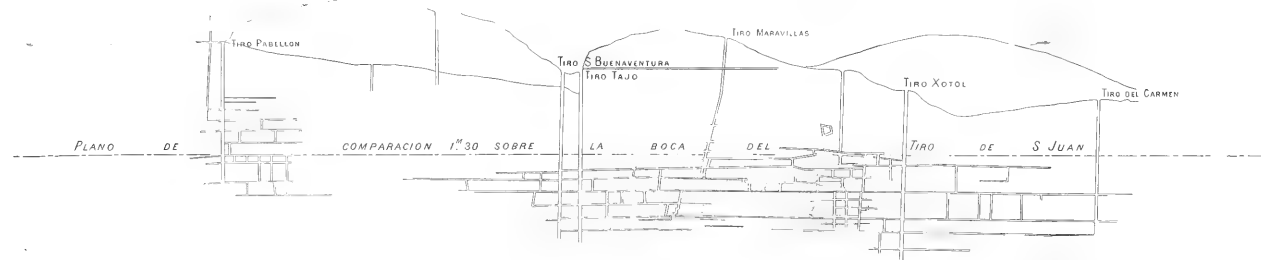 TIRO PABELLON
TIRO MARAVILLAS
TIRO S BUENAVENTURA
TIRO TAJO
TIRO XOTOL
TIRO DEL CARMEN
PLANO DE COMPARACION 1.M30 SOBRE LA BOCA DEL TIRO DE S JUAN